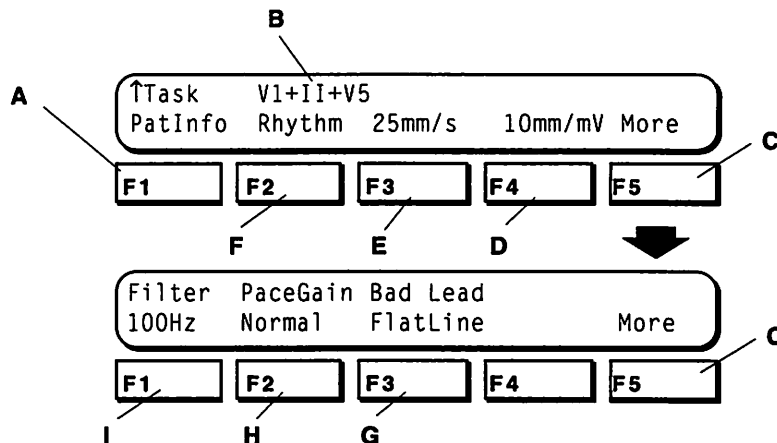 B
A
↑Task V1+II+V5
PatInfo Rhythm 25mm/s 10mm/mV More
C
F1 F2 F3 F4 F5
F E D
Filter PaceGain Bad Lead
100Hz Normal FlatLine More
C
F1 F2 F3 F4 F5
I H G